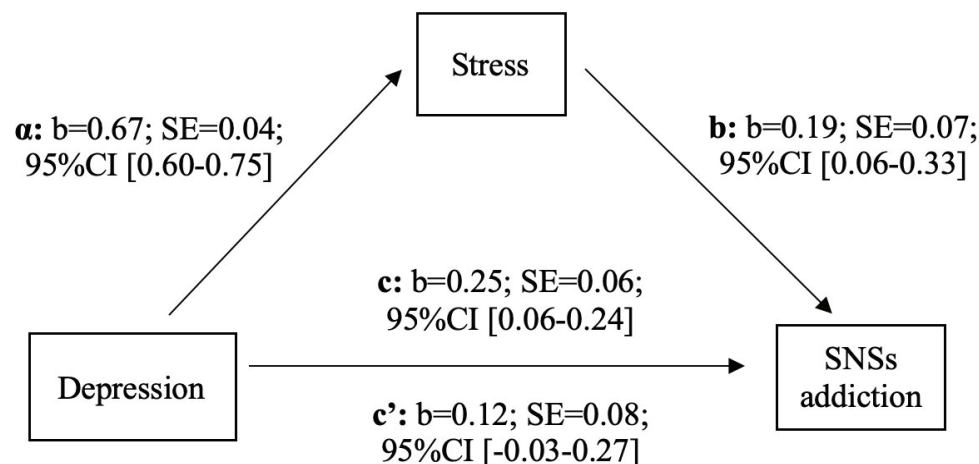 Stress
α: b=0.67; SE=0.04;
95%CI [0.60-0.75]
b: b=0.19; SE=0.07;
95%CI [0.06-0.33]
c: b=0.25; SE=0.06;
95%CI [0.06-0.24]
Depression
SNSs
addiction
c’: b=0.12; SE=0.08;
95%CI [-0.03-0.27]